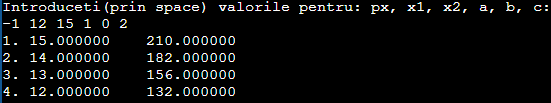 Introduceti(prin space) valorile pentru: px, x1, x2, a, b, c:
-1 12 15 1 0 2
1. 15.000000    210.000000
2. 14.000000    182.000000
3. 13.000000    156.000000
4. 12.000000    132.000000